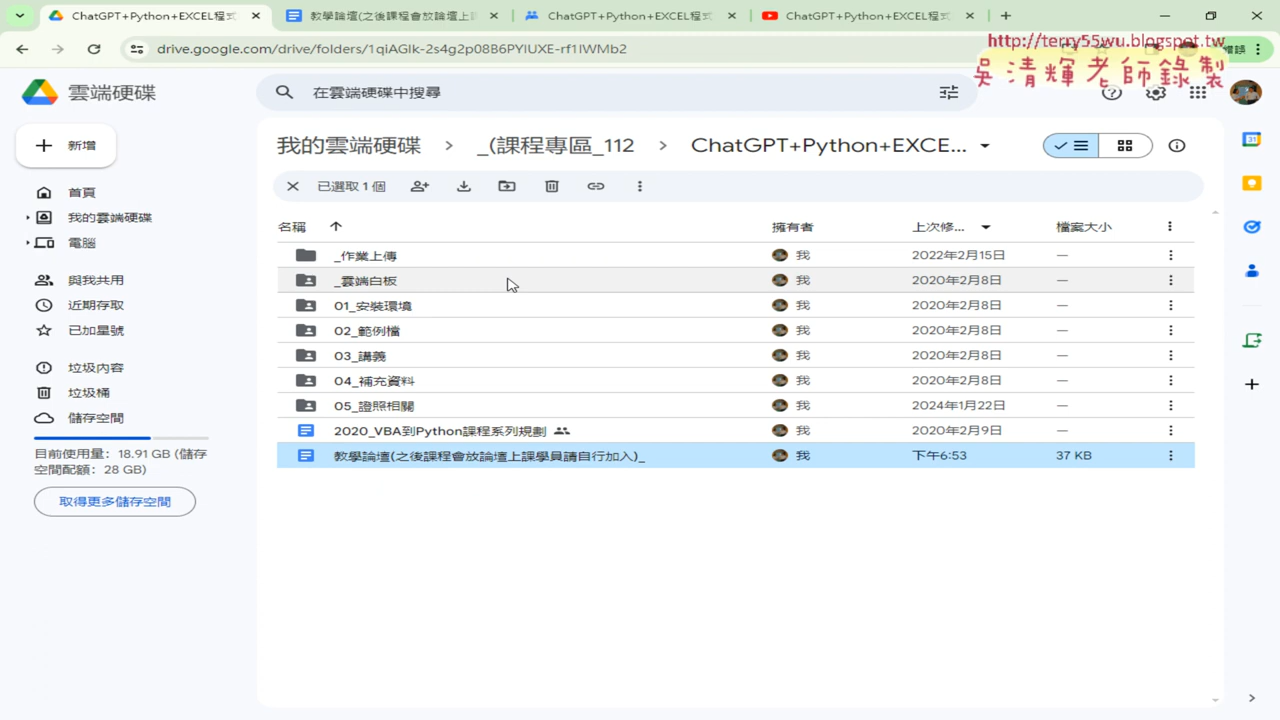 ChatGPT+Python+EXCEL程式
教學論壇(之後課程會放論壇上課
ChatGPT+Python+EXCEL程式
ChatGPT+Python+EXCEL程式
drive.google.com/drive/folders/1qiAGlk-2s4g2p08B6PYIUXE-rf1IWMb2
http://terry55wu.blogspot.tw
吳清輝老師錄製
雲端硬碟
在雲端硬碟中搜尋
新增
我的雲端硬碟
_(課程專區_112
ChatGPT+Python+EXCE...
已選取 1 個
首頁
我的雲端硬碟
電腦
與我共用
近期存取
已加星號
垃圾內容
垃圾桶
儲存空間
目前使用量：18.91 GB (儲存
空間配額：28 GB)
取得更多儲存空間
名稱 擁有者 上次修... 檔案大小
_作業上傳 我 2022年2月15日 —
_雲端白板 我 2020年2月8日 —
01_安裝環境 我 2020年2月8日 —
02_範例檔 我 2020年2月8日 —
03_講義 我 2020年2月8日 —
04_補充資料 我 2020年2月8日 —
05_證照相關 我 2024年1月22日 —
2020_VBA到Python課程系列規劃 我 2020年2月9日 —
教學論壇(之後課程會放論壇上課學員請自行加入)_ 我 下午6:53 37 KB
31